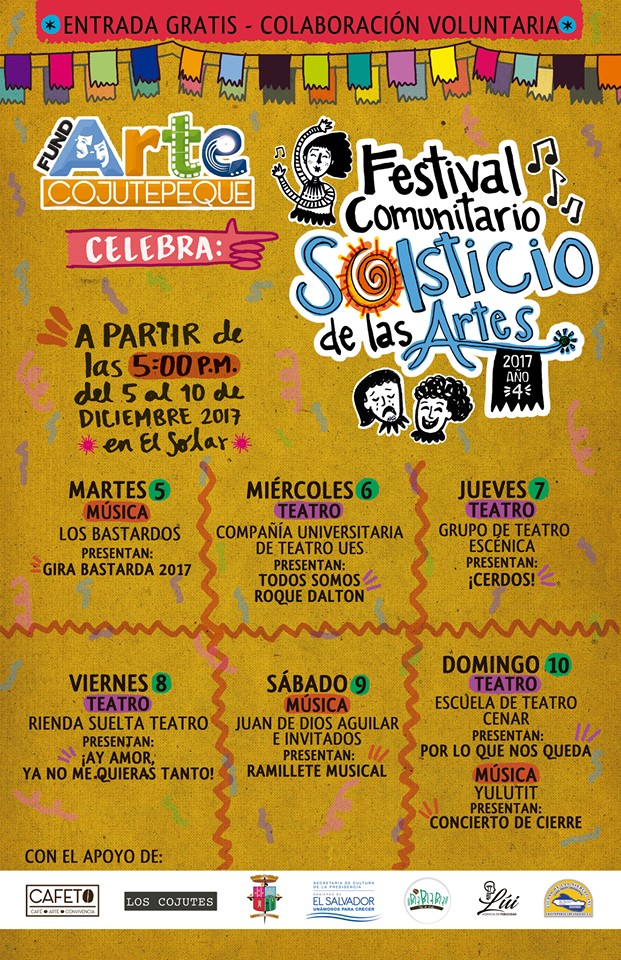 ENTRADA GRATIS - COLABORACIÓN VOLUNTARIA
FUND
Arte
COJUTEPEQUE
CELEBRA:
Festival
Comunitario
Solsticio
de las Artes
2017
AÑO
4
A PARTIR de
las 5:00 P.M.
del 5 al 10 de
DICIEMBRE 2017
en El Solar
MARTES 5
MÚSICA
LOS BASTARDOS
PRESENTAN:
GIRA BASTARDA 2017
MIÉRCOLES 6
TEATRO
COMPAÑÍA UNIVERSITARIA
DE TEATRO UES
PRESENTAN:
TODOS SOMOS
ROQUE DALTON
JUEVES 7
TEATRO
GRUPO DE TEATRO
ESCÉNICA
PRESENTAN:
¡CERDOS!
VIERNES 8
TEATRO
RIENDA SUELTA TEATRO
PRESENTAN:
¡AY AMOR,
YA NO ME QUIERAS TANTO!
SÁBADO 9
MÚSICA
JUAN DE DIOS AGUILAR
E INVITADOS
PRESENTAN:
RAMILLETE MUSICAL
DOMINGO 10
TEATRO
ESCUELA DE TEATRO
CENAR
PRESENTAN:
POR LO QUE NOS QUEDA
MÚSICA
YULUTIT
PRESENTAN:
CONCIERTO DE CIERRE
CON EL APOYO DE:
CAFETO
CAFÉ • ARTE • CONVIVENCIA
LOS COJUTES
SECRETARÍA DE CULTURA
DE LA PRESIDENCIA
GOBIERNO DE
EL SALVADOR
UNÁMONOS PARA CRECER
Liti
AGENCIA DE PUBLICIDAD